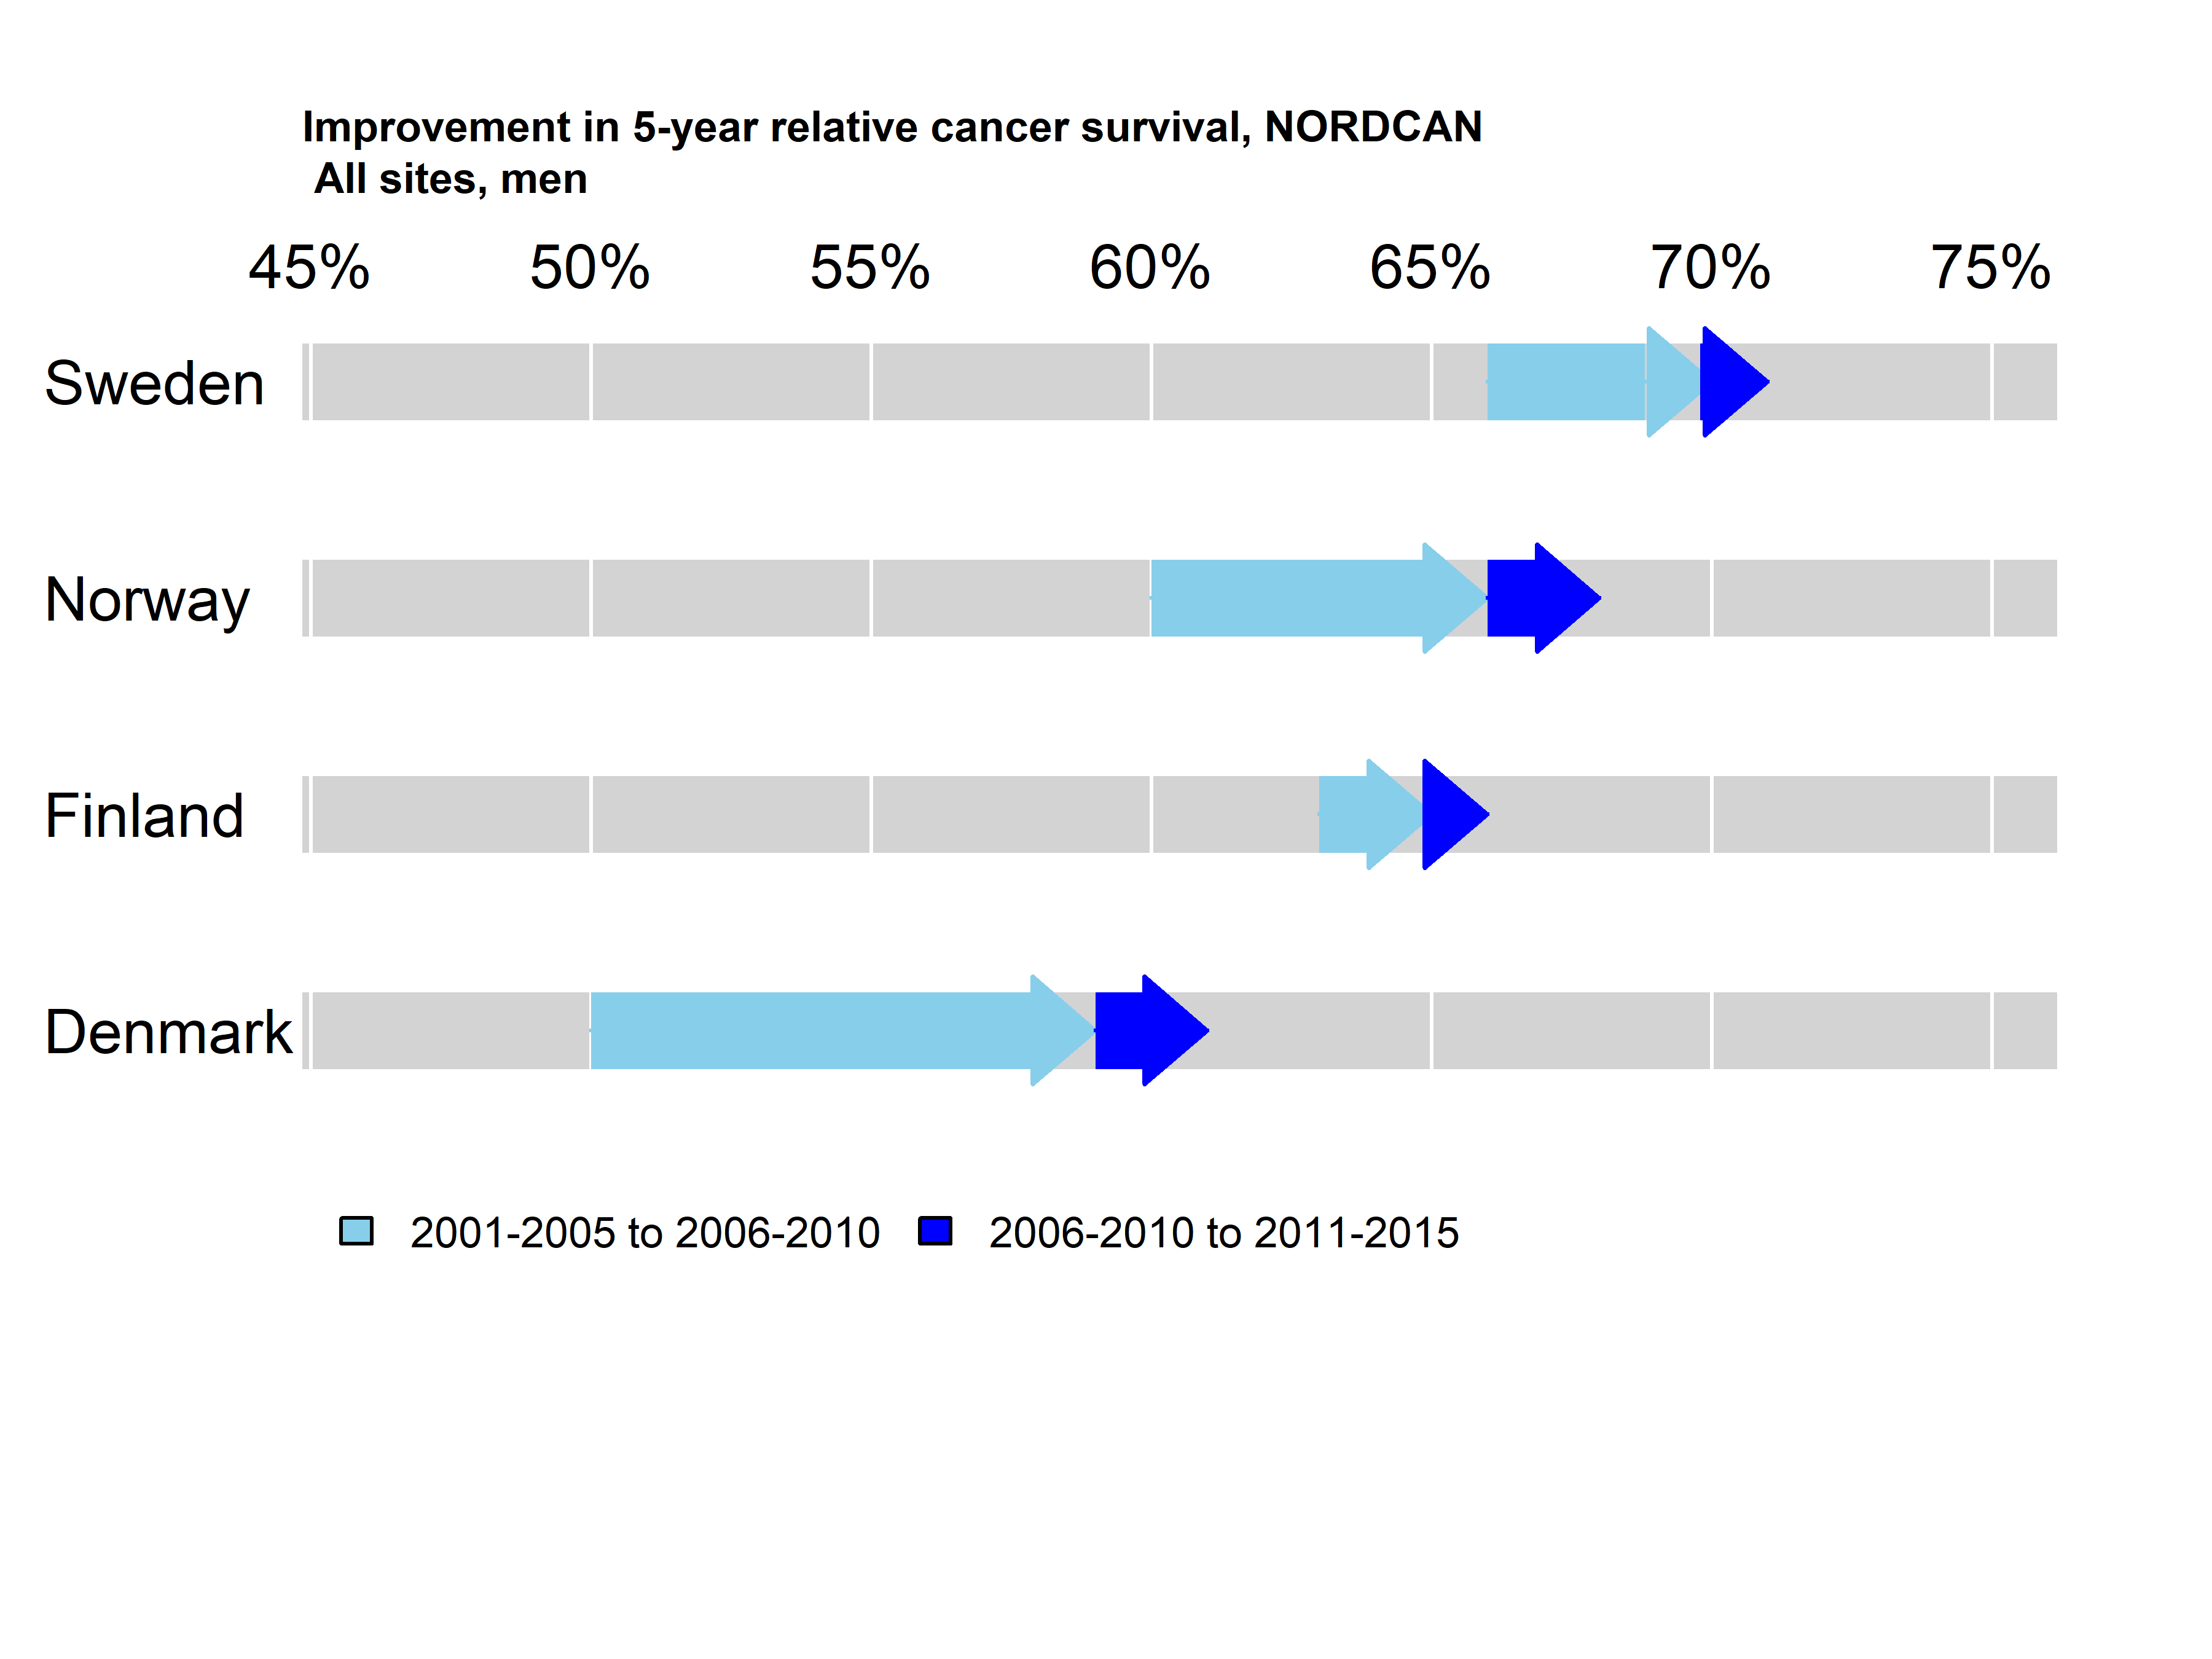 Improvement in 5-year relative cancer survival, NORDCAN
All sites, men
45% 50% 55% 60% 65% 70% 75%
Sweden
Norway
Finland
Denmark
2001-2005 to 2006-2010 2006-2010 to 2011-2015